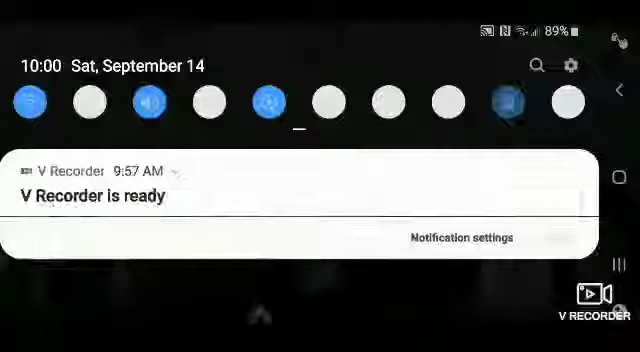 89%
10:00 Sat, September 14
V Recorder 9:57 AM
V Recorder is ready
Notification settings
V RECORDER